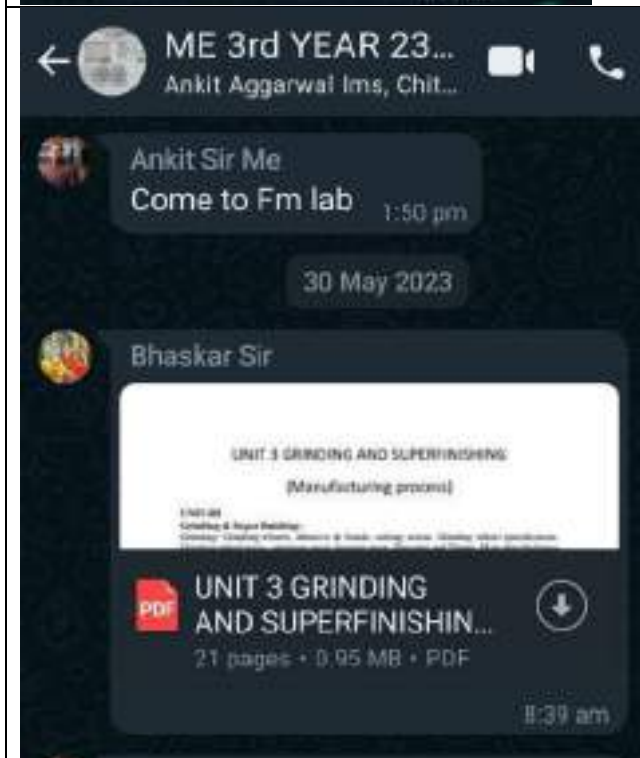 ME 3rd YEAR 23...
Ankit Aggarwal Ims, Chit...
Ankit Sir Me
Come to Fm lab
1:50 pm
30 May 2023
Bhaskar Sir
UNIT 3 GRINDING AND SUPERFINISHING
(Manufacturing process)
PDF
UNIT 3 GRINDING
AND SUPERFINISHIN...
21 pages • 0.95 MB • PDF
8:39 am